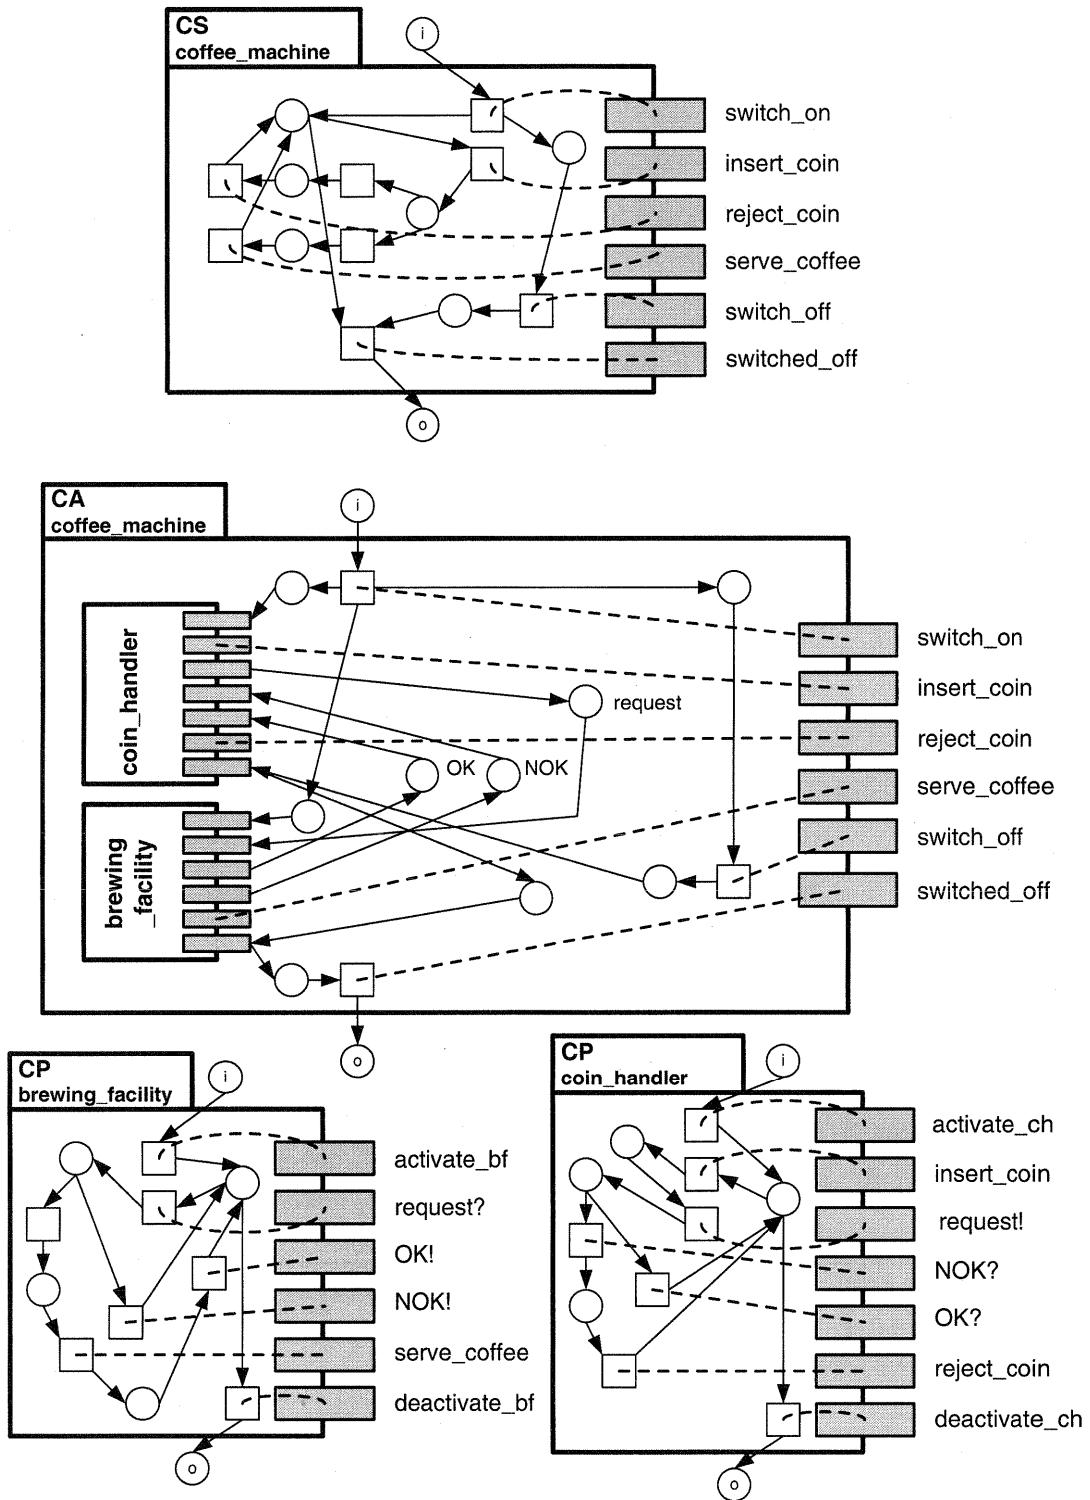 CS
coffee_machine
i
switch_on
insert_coin
reject_coin
serve_coffee
switch_off
switched_off
o
CA
coffee_machine
i
coin_handler
switch_on
insert_coin
request
reject_coin
OK
NOK
serve_coffee
brewing
_facility
switch_off
switched_off
o
CP
brewing_facility
i
activate_bf
request?
OK!
NOK!
serve_coffee
deactivate_bf
o
CP
coin_handler
i
activate_ch
insert_coin
request!
NOK?
OK?
reject_coin
deactivate_ch
o